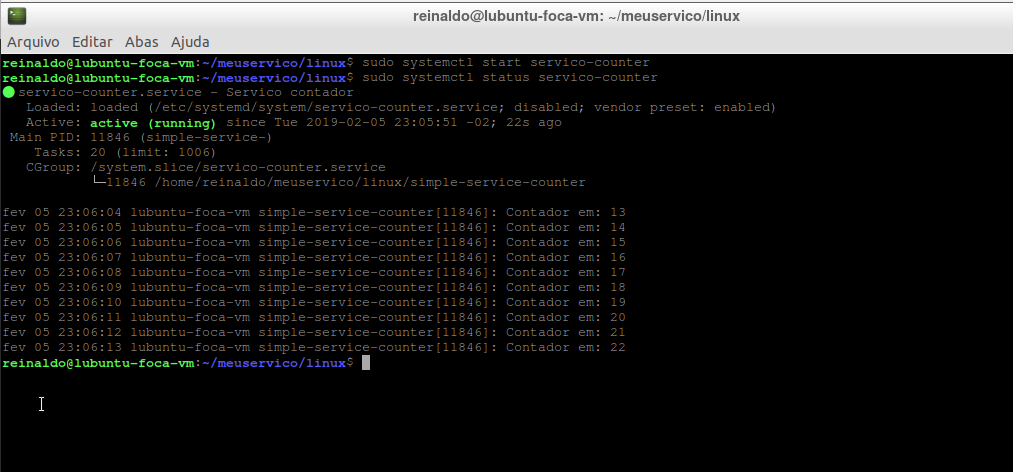 reinaldo@lubuntu-foca-vm: ~/meuservico/linux
Arquivo Editar Abas Ajuda
reinaldo@lubuntu-foca-vm:~/meuservico/linux$ sudo systemctl start servico-counter
reinaldo@lubuntu-foca-vm:~/meuservico/linux$ sudo systemctl status servico-counter
● servico-counter.service - Servico contador
   Loaded: loaded (/etc/systemd/system/servico-counter.service; disabled; vendor preset: enabled)
   Active: active (running) since Tue 2019-02-05 23:05:51 -02; 22s ago
 Main PID: 11846 (simple-service-)
    Tasks: 20 (limit: 1006)
   CGroup: /system.slice/servico-counter.service
           └─11846 /home/reinaldo/meuservico/linux/simple-service-counter
fev 05 23:06:04 lubuntu-foca-vm simple-service-counter[11846]: Contador em: 13
fev 05 23:06:05 lubuntu-foca-vm simple-service-counter[11846]: Contador em: 14
fev 05 23:06:06 lubuntu-foca-vm simple-service-counter[11846]: Contador em: 15
fev 05 23:06:07 lubuntu-foca-vm simple-service-counter[11846]: Contador em: 16
fev 05 23:06:08 lubuntu-foca-vm simple-service-counter[11846]: Contador em: 17
fev 05 23:06:09 lubuntu-foca-vm simple-service-counter[11846]: Contador em: 18
fev 05 23:06:10 lubuntu-foca-vm simple-service-counter[11846]: Contador em: 19
fev 05 23:06:11 lubuntu-foca-vm simple-service-counter[11846]: Contador em: 20
fev 05 23:06:12 lubuntu-foca-vm simple-service-counter[11846]: Contador em: 21
fev 05 23:06:13 lubuntu-foca-vm simple-service-counter[11846]: Contador em: 22
reinaldo@lubuntu-foca-vm:~/meuservico/linux$